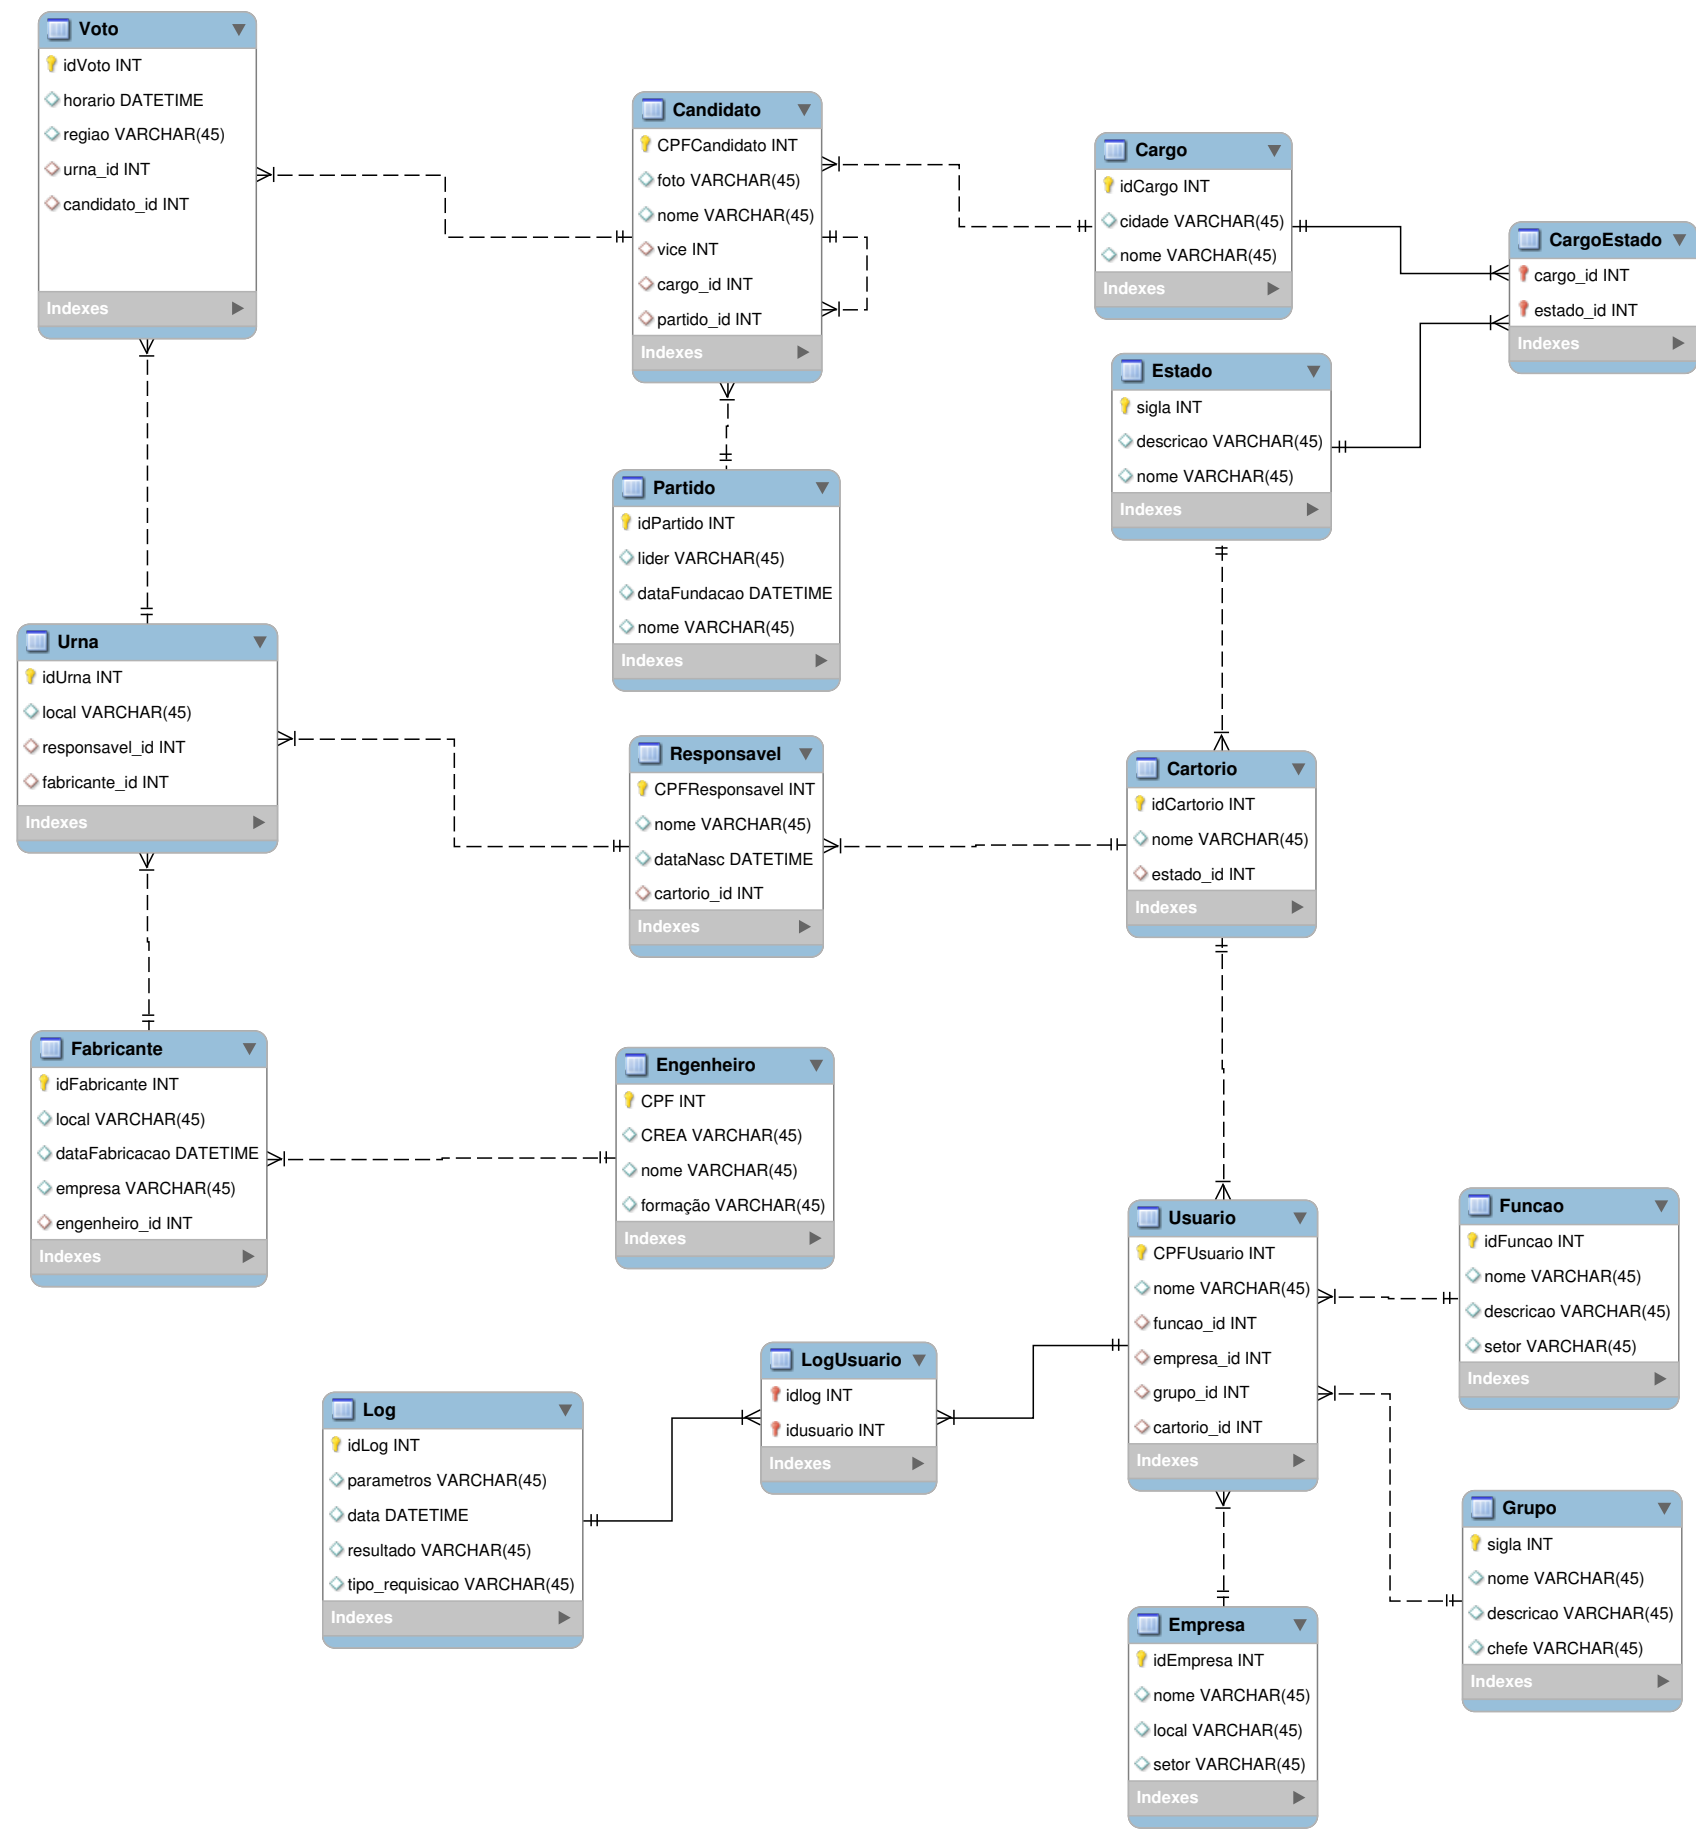 Voto
idVoto INT
horario DATETIME
regiao VARCHAR(45)
urna_id INT
candidato_id INT
Indexes
Candidato
CPFCandidato INT
foto VARCHAR(45)
nome VARCHAR(45)
vice INT
cargo_id INT
partido_id INT
Indexes
Cargo
idCargo INT
cidade VARCHAR(45)
nome VARCHAR(45)
Indexes
CargoEstado
cargo_id INT
estado_id INT
Indexes
Estado
sigla INT
descricao VARCHAR(45)
nome VARCHAR(45)
Indexes
Partido
idPartido INT
lider VARCHAR(45)
dataFundacao DATETIME
nome VARCHAR(45)
Indexes
Urna
idUrna INT
local VARCHAR(45)
responsavel_id INT
fabricante_id INT
Indexes
Responsavel
CPFResponsavel INT
nome VARCHAR(45)
dataNasc DATETIME
cartorio_id INT
Indexes
Cartorio
idCartorio INT
nome VARCHAR(45)
estado_id INT
Indexes
Fabricante
idFabricante INT
local VARCHAR(45)
dataFabricacao DATETIME
empresa VARCHAR(45)
engenheiro_id INT
Indexes
Engenheiro
CPF INT
CREA VARCHAR(45)
nome VARCHAR(45)
formação VARCHAR(45)
Indexes
Usuario
CPFUsuario INT
nome VARCHAR(45)
funcao_id INT
empresa_id INT
grupo_id INT
cartorio_id INT
Indexes
Funcao
idFuncao INT
nome VARCHAR(45)
descricao VARCHAR(45)
setor VARCHAR(45)
Indexes
LogUsuario
idlog INT
idusuario INT
Indexes
Log
idLog INT
parametros VARCHAR(45)
data DATETIME
resultado VARCHAR(45)
tipo_requisicao VARCHAR(45)
Indexes
Grupo
sigla INT
nome VARCHAR(45)
descricao VARCHAR(45)
chefe VARCHAR(45)
Indexes
Empresa
idEmpresa INT
nome VARCHAR(45)
local VARCHAR(45)
setor VARCHAR(45)
Indexes